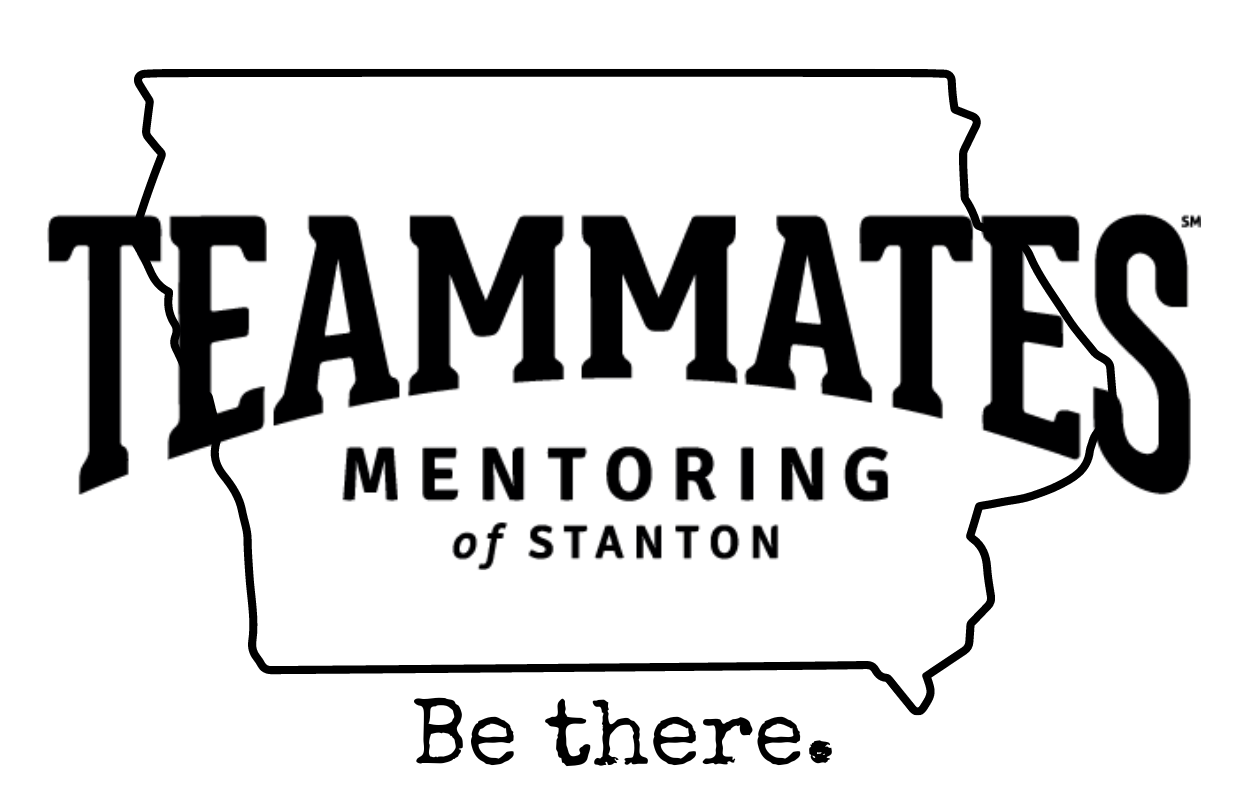 TEAMMATES℠
MENTORING
of STANTON
Be there.